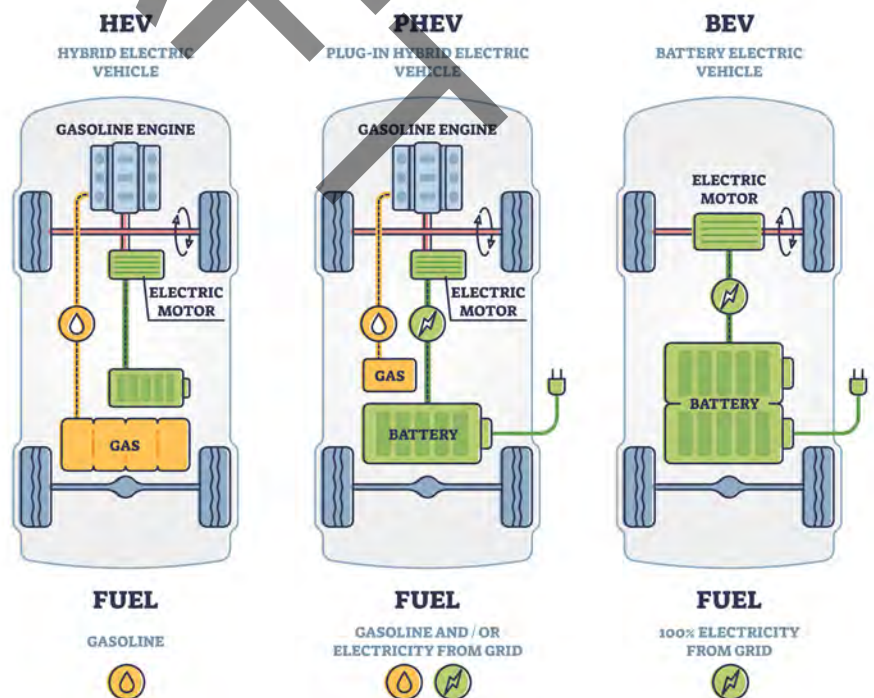 HEV
HYBRID ELECTRIC
VEHICLE
GASOLINE ENGINE
ELECTRIC
MOTOR
GAS
FUEL
GASOLINE
PHEV
PLUG-IN HYBRID ELECTRIC
VEHICLE
GASOLINE ENGINE
ELECTRIC
MOTOR
GAS
BATTERY
FUEL
GASOLINE AND/OR
ELECTRICITY FROM GRID
BEV
BATTERY ELECTRIC
VEHICLE
ELECTRIC
MOTOR
BATTERY
FUEL
100% ELECTRICITY
FROM GRID